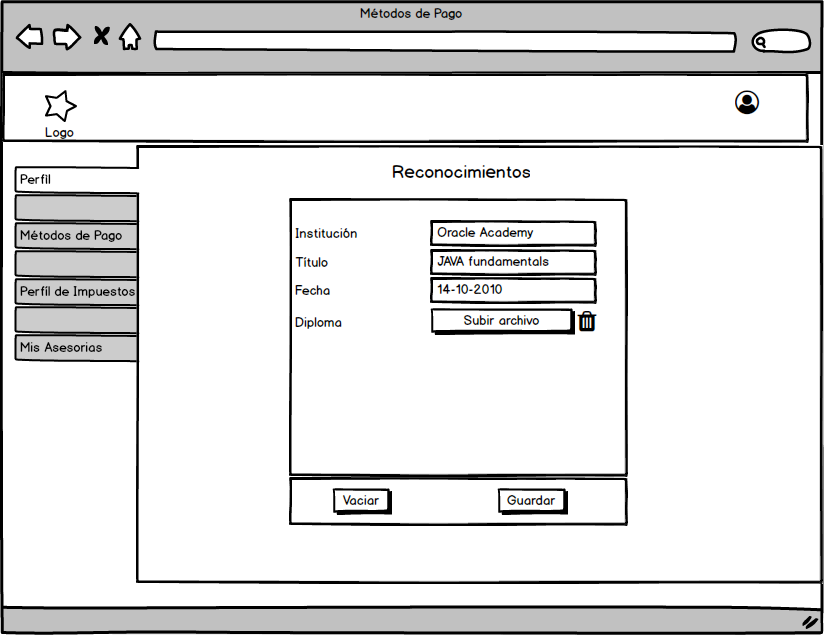 Métodos de Pago
Logo
Perfil
Métodos de Pago
Perfil de Impuestos
Mis Asesorias
Reconocimientos
Institución
Oracle Academy
Título
JAVA fundamentals
Fecha
14-10-2010
Diploma
Subir archivo
Vaciar
Guardar